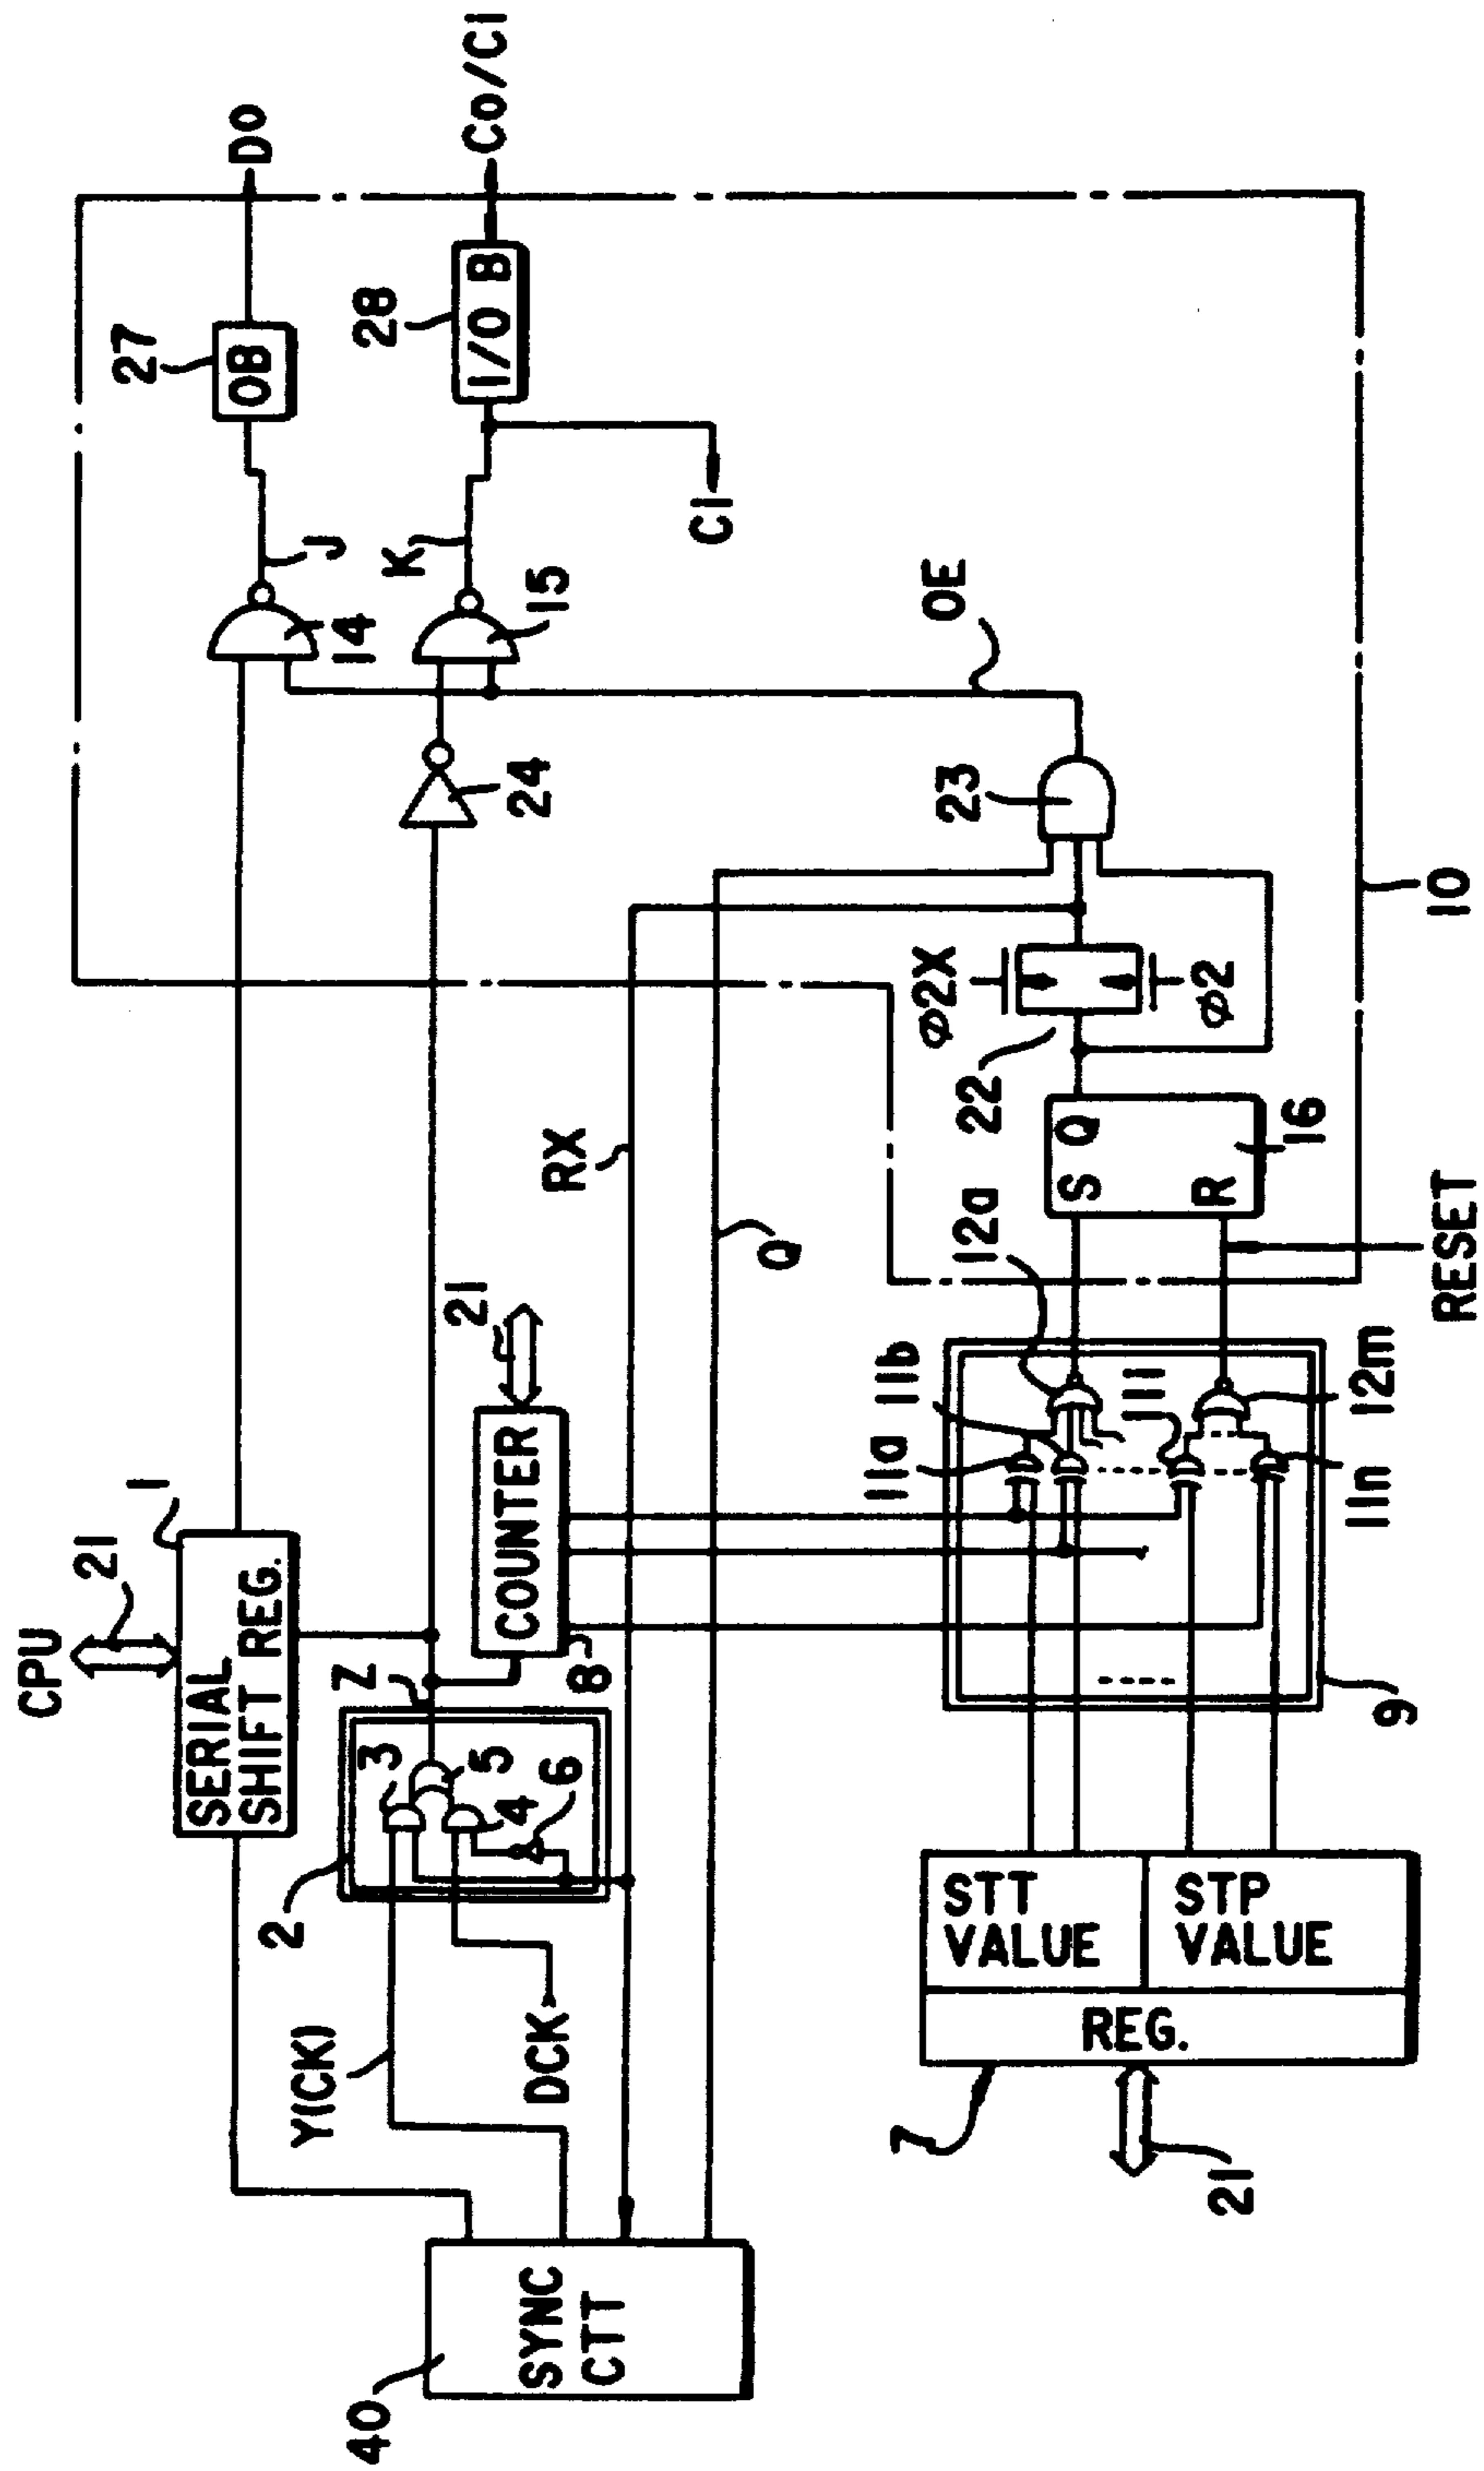 CPU
21
1
SERIAL
SHIFT REG.
27
OB
Do
14
J
28
I/O B
Co/Ci
K
15
Ci
24
2
3
5
4
6
Z
Y(CK)
DCK
COUNTER
8
21
RX
Q
OE
23
40
SYNC
CTT
φ2X
φ2
22
S Q
R
16
12a
11b
11a
11l
11n
12m
RESET
10
9
STT
VALUE
STP
VALUE
REG.
7
21